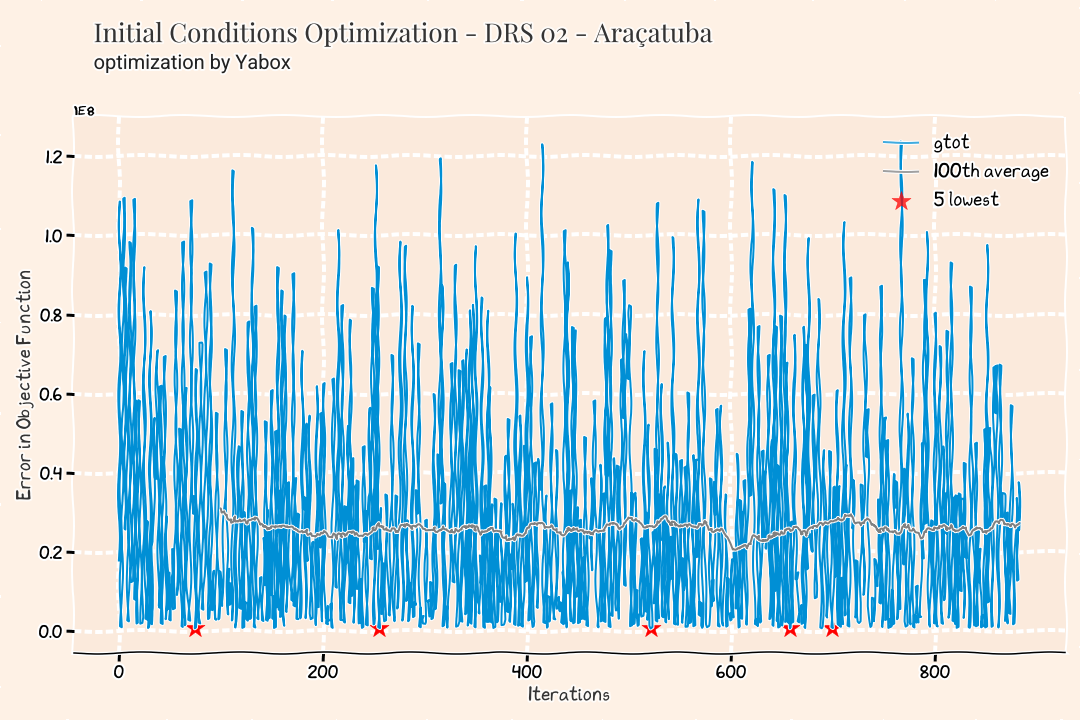 Initial Conditions Optimization - DRS 02 - Araçatuba
optimization by Yabox
1E8
gtot
100th average
5 lowest
1.2
1.0
0.8
0.6
0.4
0.2
0.0
Error in Objective Function
0 200 400 600 800
Iterations